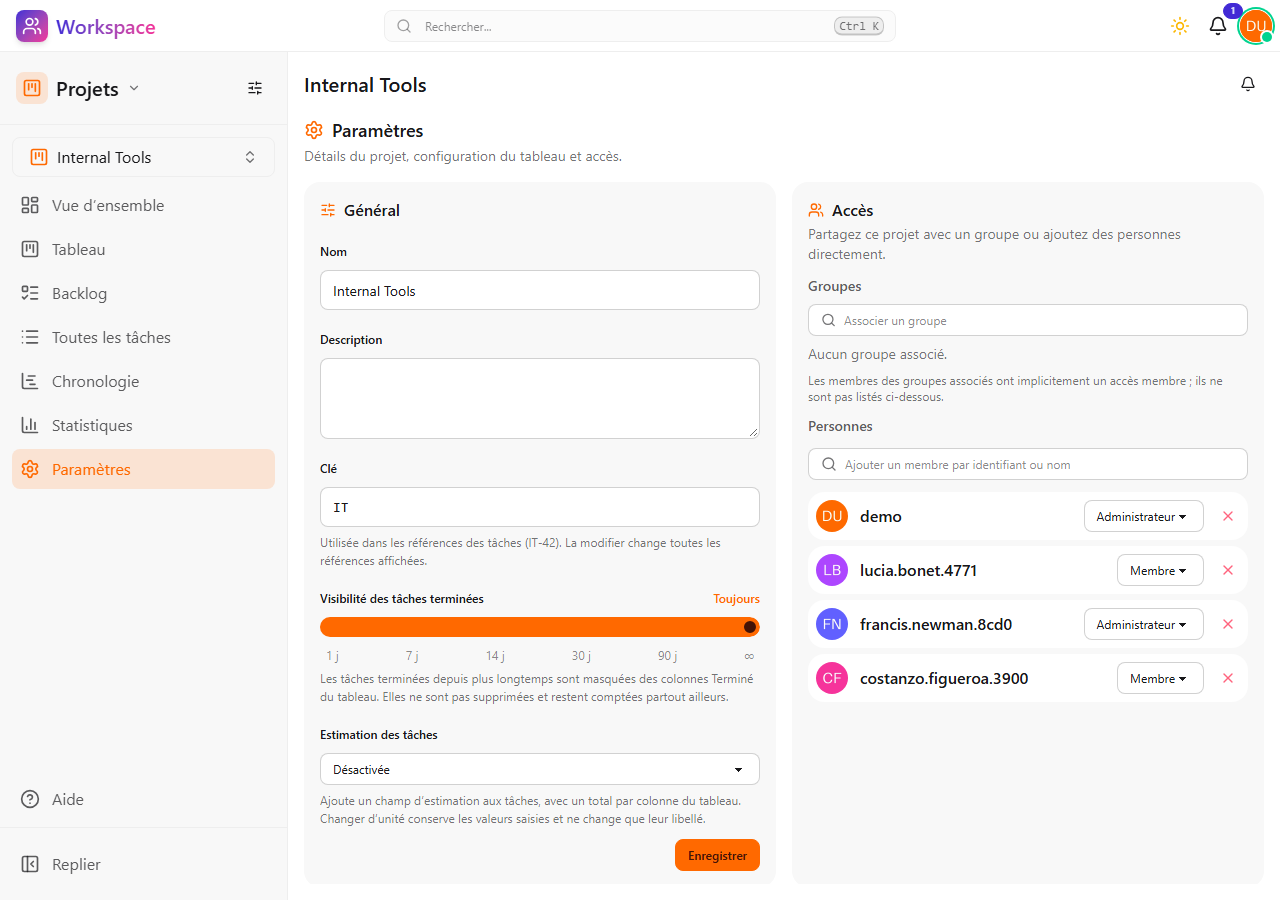 Workspace
Rechercher...
Ctrl K
1
DU
Projets
Internal Tools
Vue d'ensemble
Tableau
Backlog
Toutes les tâches
Chronologie
Statistiques
Paramètres
Aide
Replier
Internal Tools
Paramètres
Détails du projet, configuration du tableau et accès.
Général
Nom
Internal Tools
Description
Clé
IT
Utilisée dans les références des tâches (IT-42). La modifier change toutes les
références affichées.
Visibilité des tâches terminées
Toujours
1 j
7 j
14 j
30 j
90 j
∞
Les tâches terminées depuis plus longtemps sont masquées des colonnes Terminé
du tableau. Elles ne sont pas supprimées et restent comptées partout ailleurs.
Estimation des tâches
Désactivée
Ajoute un champ d'estimation aux tâches, avec un total par colonne du tableau.
Changer d'unité conserve les valeurs saisies et ne change que leur libellé.
Enregistrer
Accès
Partagez ce projet avec un groupe ou ajoutez des personnes
directement.
Groupes
Associer un groupe
Aucun groupe associé.
Les membres des groupes associés ont implicitement un accès membre ; ils ne
sont pas listés ci-dessous.
Personnes
Ajouter un membre par identifiant ou nom
DU
demo
Administrateur
LB
lucia.bonet.4771
Membre
FN
francis.newman.8cd0
Administrateur
CF
costanzo.figueroa.3900
Membre